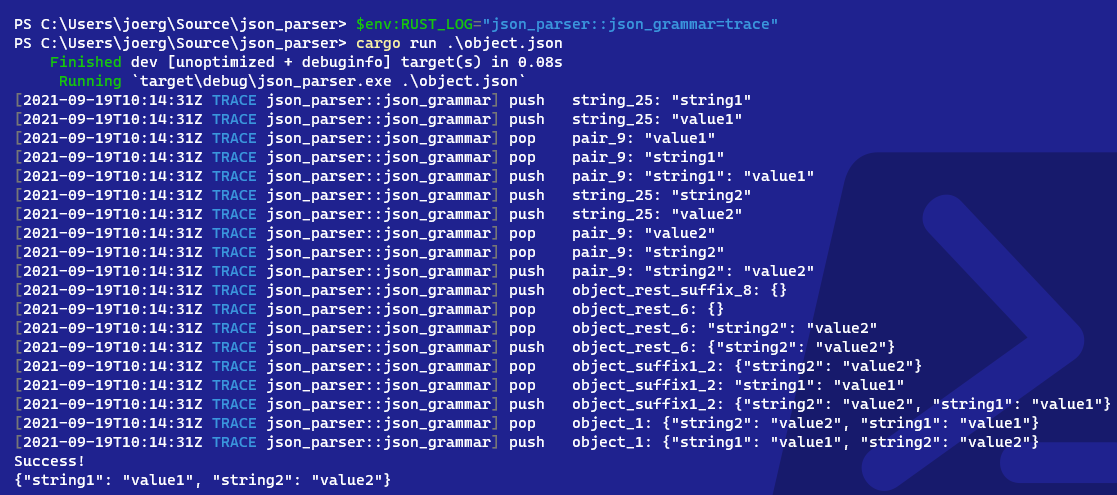 PS C:\Users\joerg\Source\json_parser> $env:RUST_LOG="json_parser::json_grammar=trace"
PS C:\Users\joerg\Source\json_parser> cargo run .\object.json
    Finished dev [unoptimized + debuginfo] target(s) in 0.08s
     Running `target\debug\json_parser.exe .\object.json`
[2021-09-19T10:14:31Z TRACE json_parser::json_grammar] push   string_25: "string1"
[2021-09-19T10:14:31Z TRACE json_parser::json_grammar] push   string_25: "value1"
[2021-09-19T10:14:31Z TRACE json_parser::json_grammar] pop    pair_9: "value1"
[2021-09-19T10:14:31Z TRACE json_parser::json_grammar] pop    pair_9: "string1"
[2021-09-19T10:14:31Z TRACE json_parser::json_grammar] push   pair_9: "string1": "value1"
[2021-09-19T10:14:31Z TRACE json_parser::json_grammar] push   string_25: "string2"
[2021-09-19T10:14:31Z TRACE json_parser::json_grammar] push   string_25: "value2"
[2021-09-19T10:14:31Z TRACE json_parser::json_grammar] pop    pair_9: "value2"
[2021-09-19T10:14:31Z TRACE json_parser::json_grammar] pop    pair_9: "string2"
[2021-09-19T10:14:31Z TRACE json_parser::json_grammar] push   pair_9: "string2": "value2"
[2021-09-19T10:14:31Z TRACE json_parser::json_grammar] push   object_rest_suffix_8: {}
[2021-09-19T10:14:31Z TRACE json_parser::json_grammar] pop    object_rest_6: {}
[2021-09-19T10:14:31Z TRACE json_parser::json_grammar] pop    object_rest_6: "string2": "value2"
[2021-09-19T10:14:31Z TRACE json_parser::json_grammar] push   object_rest_6: {"string2": "value2"}
[2021-09-19T10:14:31Z TRACE json_parser::json_grammar] pop    object_suffix1_2: {"string2": "value2"}
[2021-09-19T10:14:31Z TRACE json_parser::json_grammar] pop    object_suffix1_2: "string1": "value1"
[2021-09-19T10:14:31Z TRACE json_parser::json_grammar] push   object_suffix1_2: {"string2": "value2", "string1": "value1"}
[2021-09-19T10:14:31Z TRACE json_parser::json_grammar] pop    object_1: {"string2": "value2", "string1": "value1"}
[2021-09-19T10:14:31Z TRACE json_parser::json_grammar] push   object_1: {"string1": "value1", "string2": "value2"}
Success!
{"string1": "value1", "string2": "value2"}